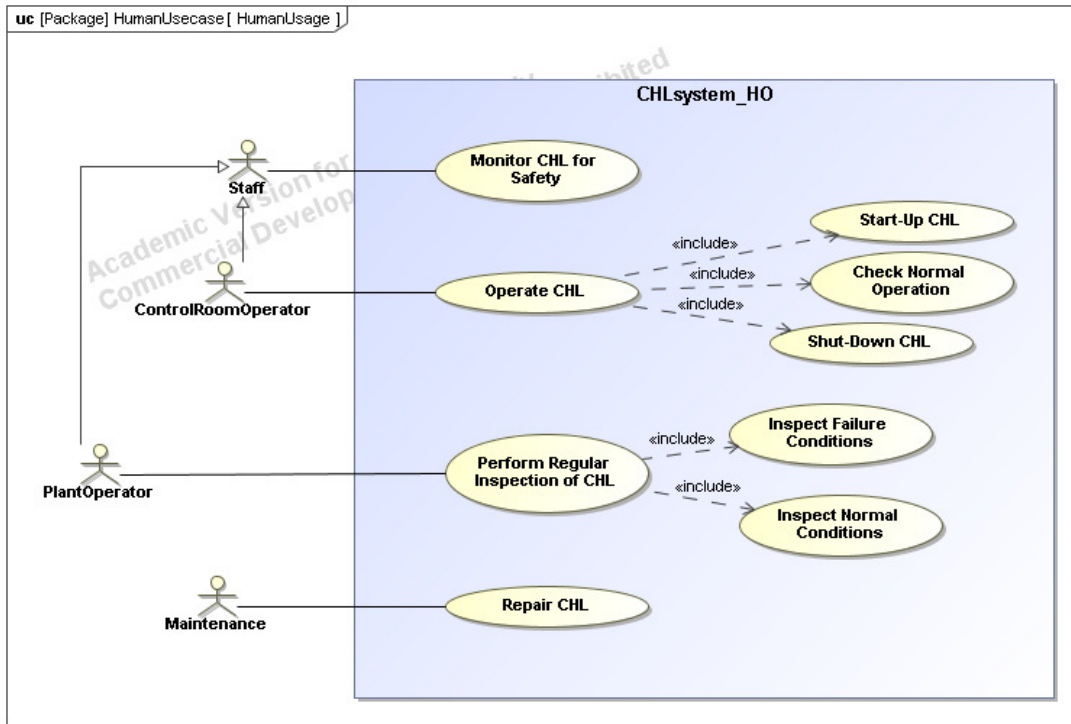 uc [Package] HumanUsecase [ HumanUsage ]
CHLsystem_HO
Academic Version for
Commercial Develop
Staff
Monitor CHL for
Safety
ControlRoomOperator
Operate CHL
«include»
«include»
«include»
Start-Up CHL
Check Normal
Operation
Shut-Down CHL
PlantOperator
Perform Regular
Inspection of CHL
«include»
«include»
Inspect Failure
Conditions
Inspect Normal
Conditions
Maintenance
Repair CHL